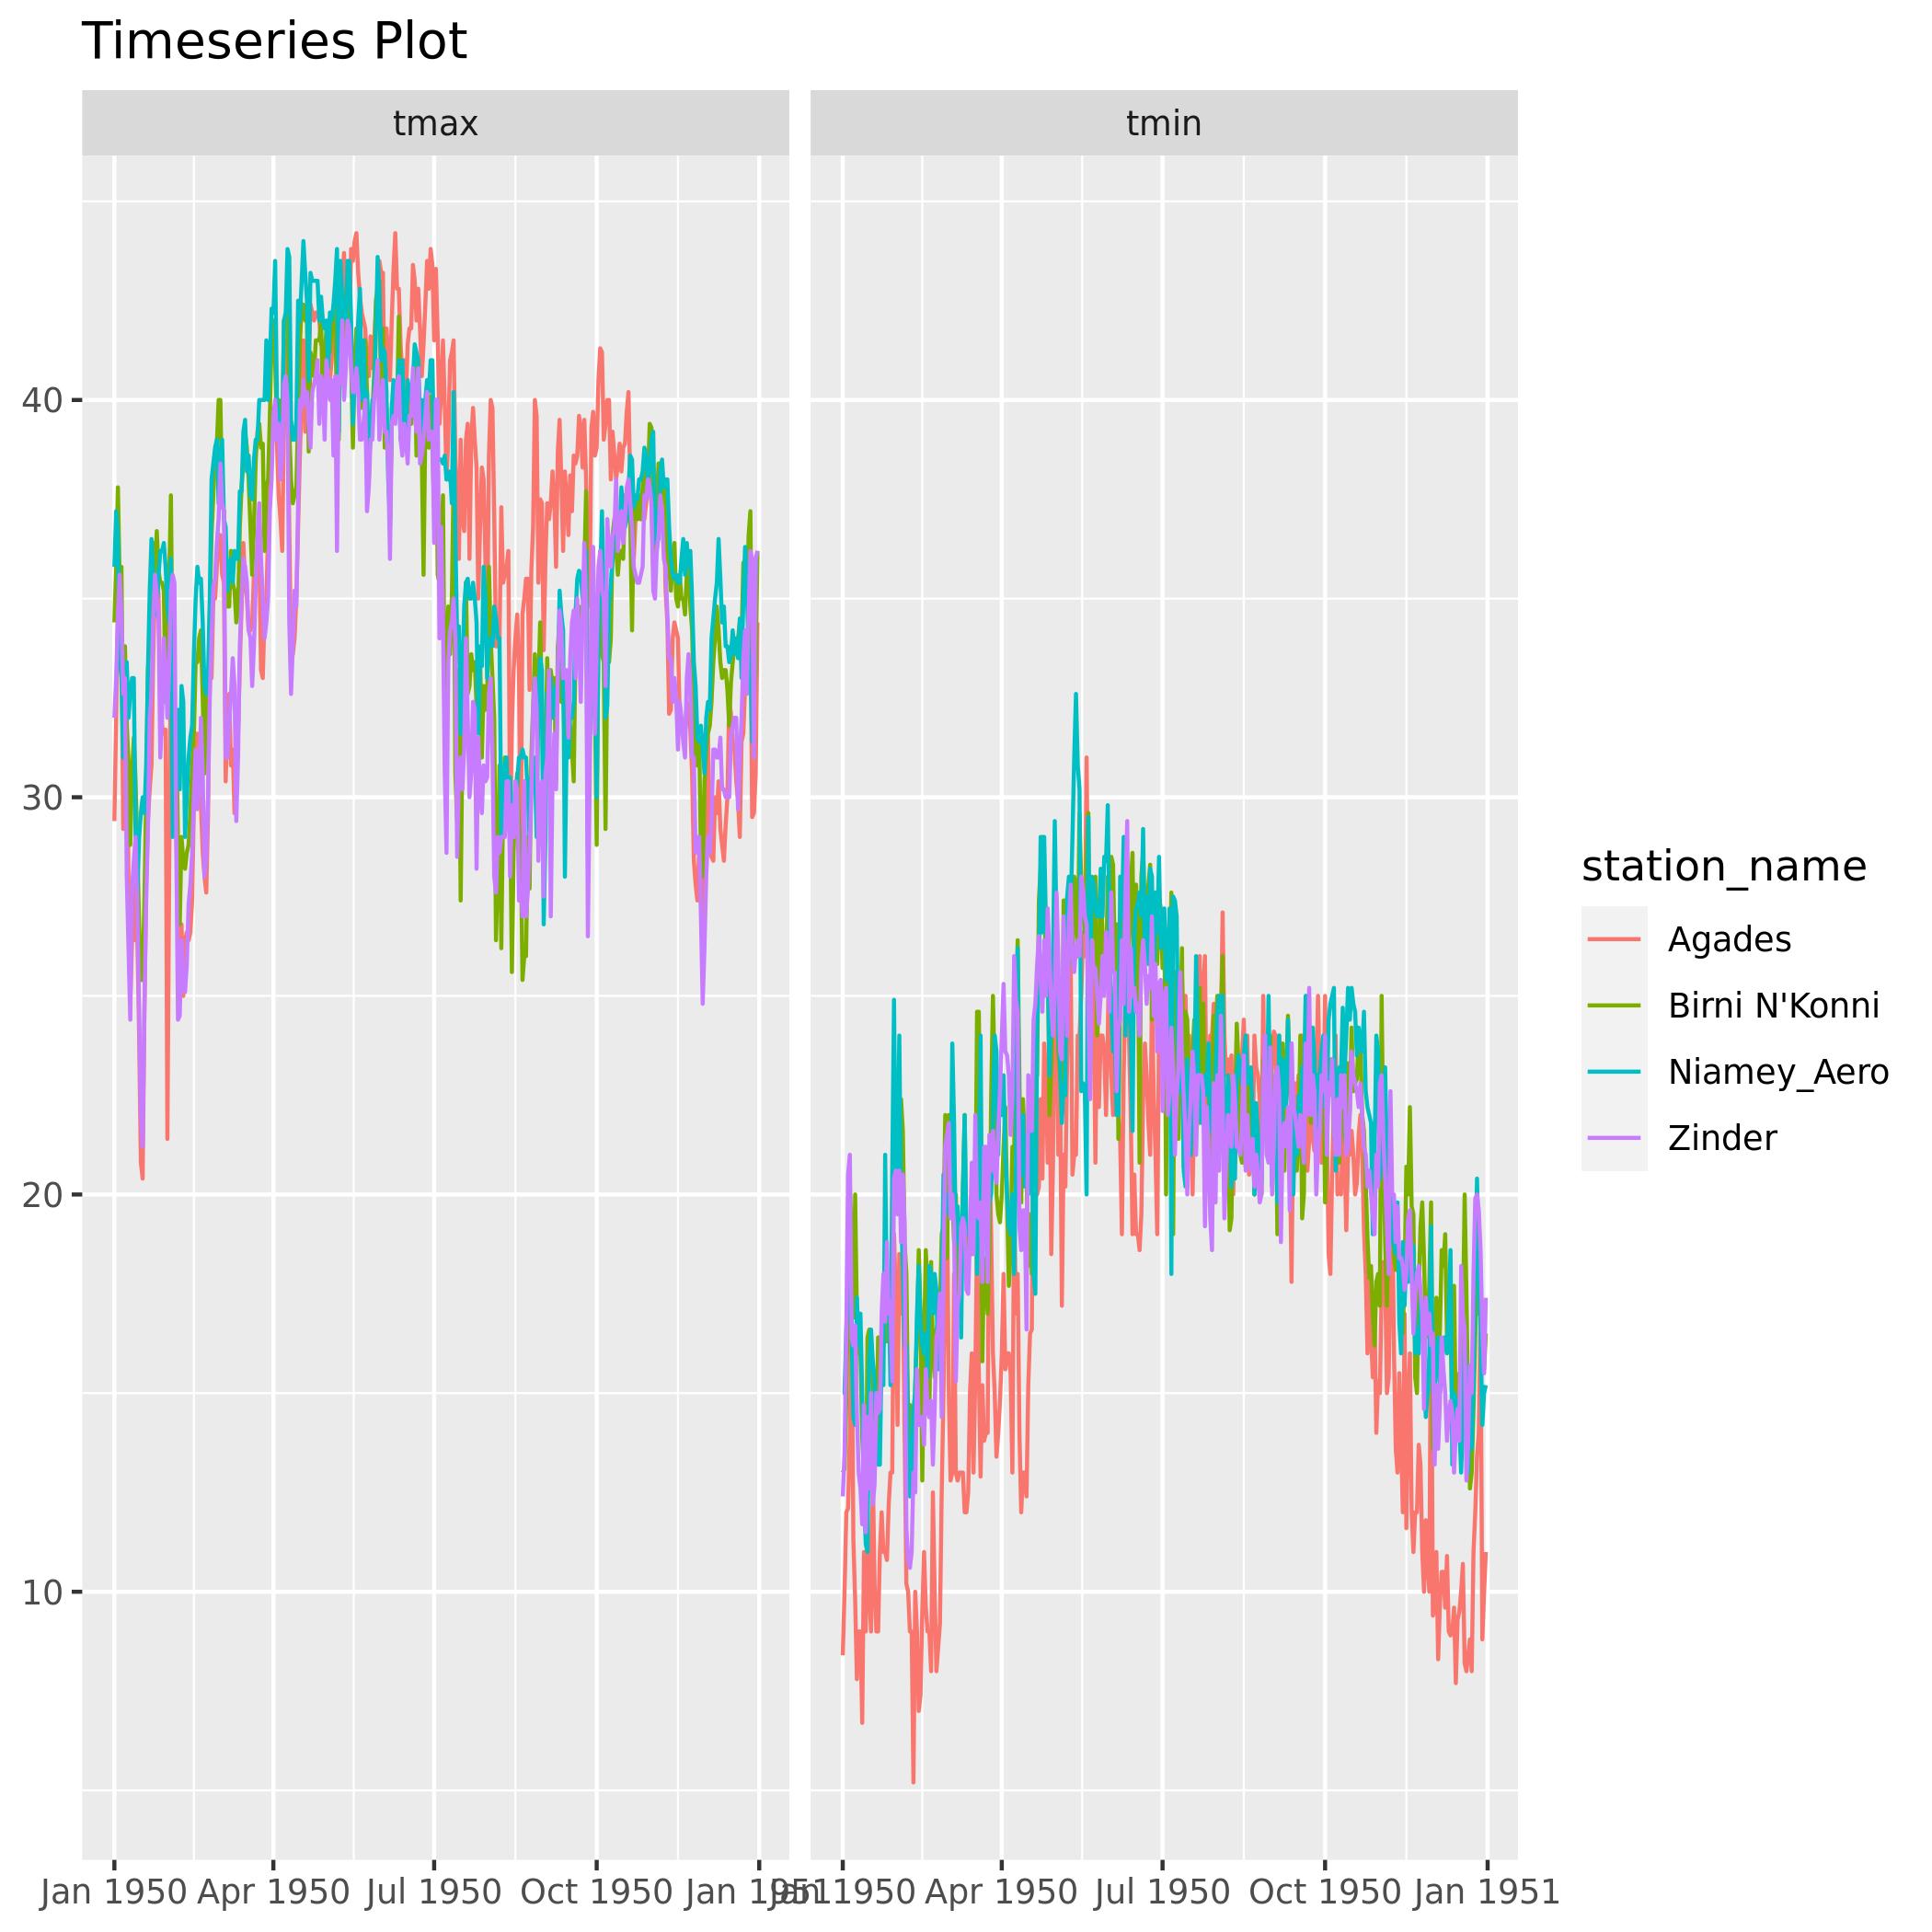 Timeseries Plot
tmax tmin
40
30
20
10
Jan 1950 Apr 1950 Jul 1950 Oct 1950 Jan 1951 Jan 1950 Apr 1950 Jul 1950 Oct 1950 Jan 1951
station_name
Agades
Birni N'Konni
Niamey_Aero
Zinder